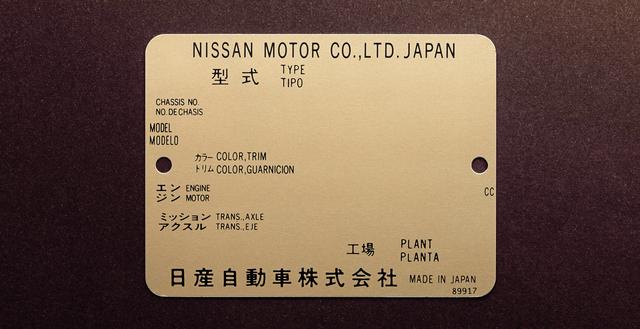 NISSAN MOTOR CO.,LTD. JAPAN
型式 TYPE
TIPO
CHASSIS NO.
NO. DE CHASIS
MODEL
MODELO
カラー COLOR,TRIM
トリム COLOR,GUARNICION
エン ENGINE
ジン MOTOR
CC
ミッション TRANS.,AXLE
アクスル TRANS.,EJE
工場 PLANT
PLANTA
日産自動車株式会社 MADE IN JAPAN
89917